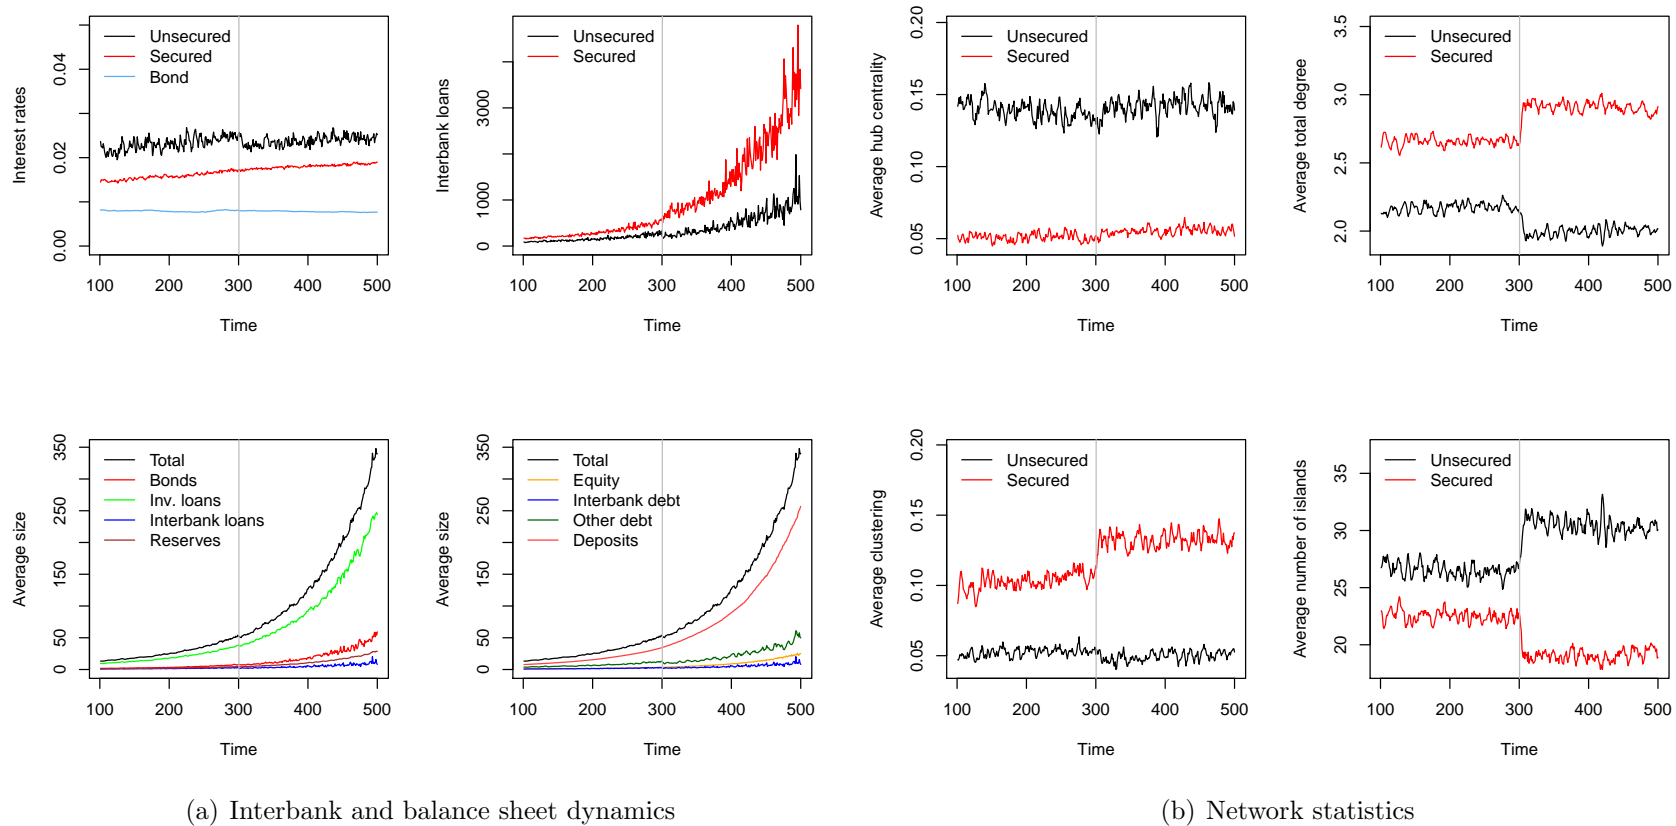 Interest rates
0.00
0.02
0.04
Unsecured
Secured
Bond
100
200
300
400
500
Time
Interbank loans
0
1000
3000
Unsecured
Secured
100
200
300
400
500
Time
Average hub centrality
0.05
0.10
0.15
0.20
Unsecured
Secured
100
200
300
400
500
Time
Average total degree
2.0
2.5
3.0
3.5
Unsecured
Secured
100
200
300
400
500
Time
Average size
0
50
150
250
350
Total
Bonds
Inv. loans
Interbank loans
Reserves
100
200
300
400
500
Time
Average size
0
50
150
250
350
Total
Equity
Interbank debt
Other debt
Deposits
100
200
300
400
500
Time
Average clustering
0.05
0.10
0.15
0.20
Unsecured
Secured
100
200
300
400
500
Time
Average number of islands
20
25
30
35
Unsecured
Secured
100
200
300
400
500
Time
(a) Interbank and balance sheet dynamics
(b) Network statistics